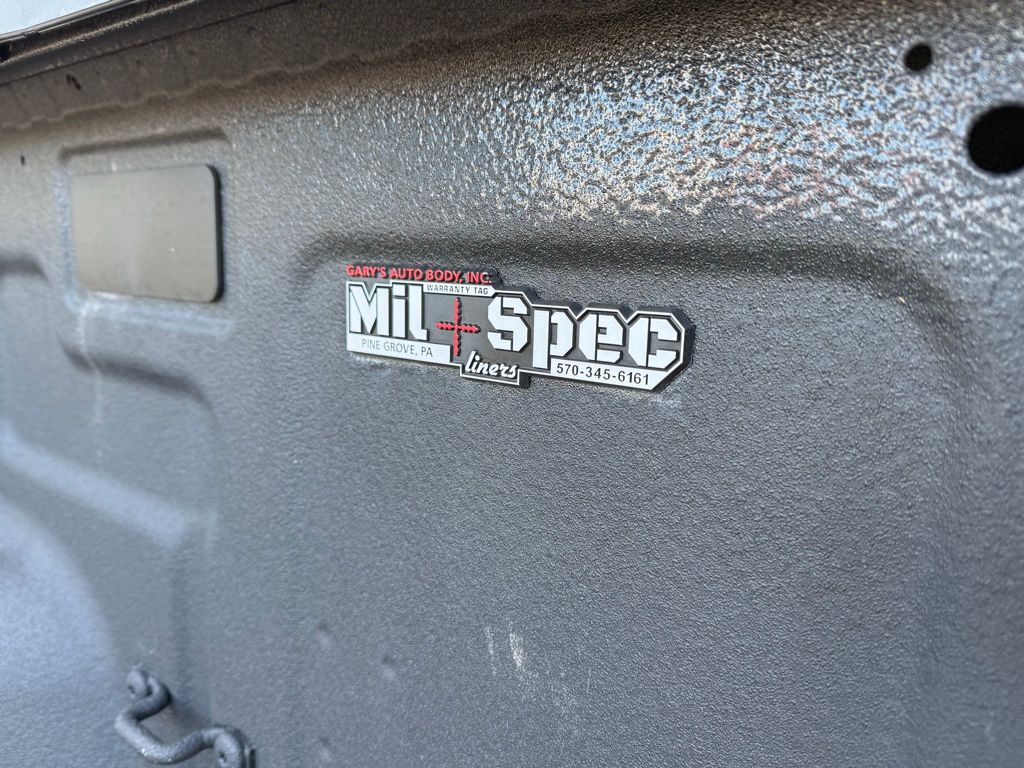 GARY'S AUTO BODY, INC.
WARRANTY TAG
Mil Spec
PINE GROVE, PA
liners
570-345-6161